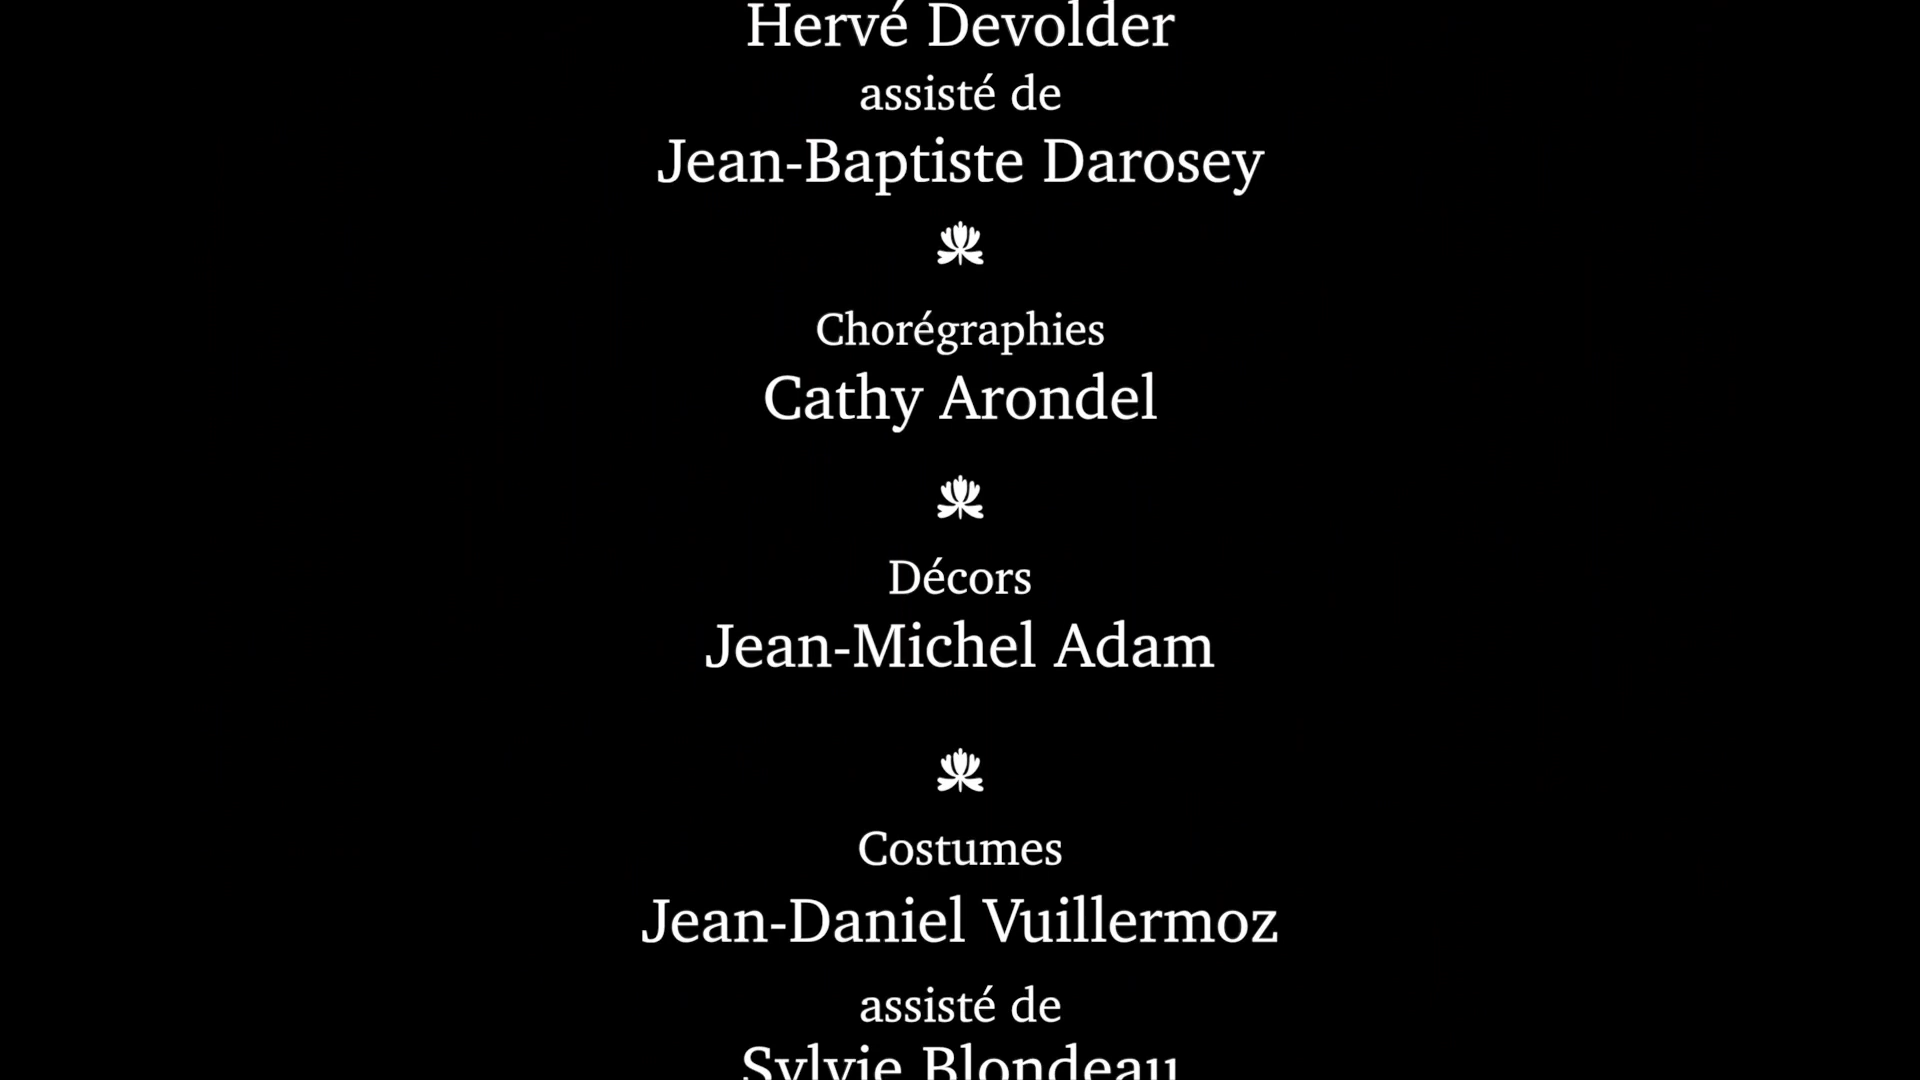 Hervé Devolder
assisté de
Jean-Baptiste Darosey
Chorégraphies
Cathy Arondel
Décors
Jean-Michel Adam
Costumes
Jean-Daniel Vuillermoz
assisté de
Sylvie Blondeau